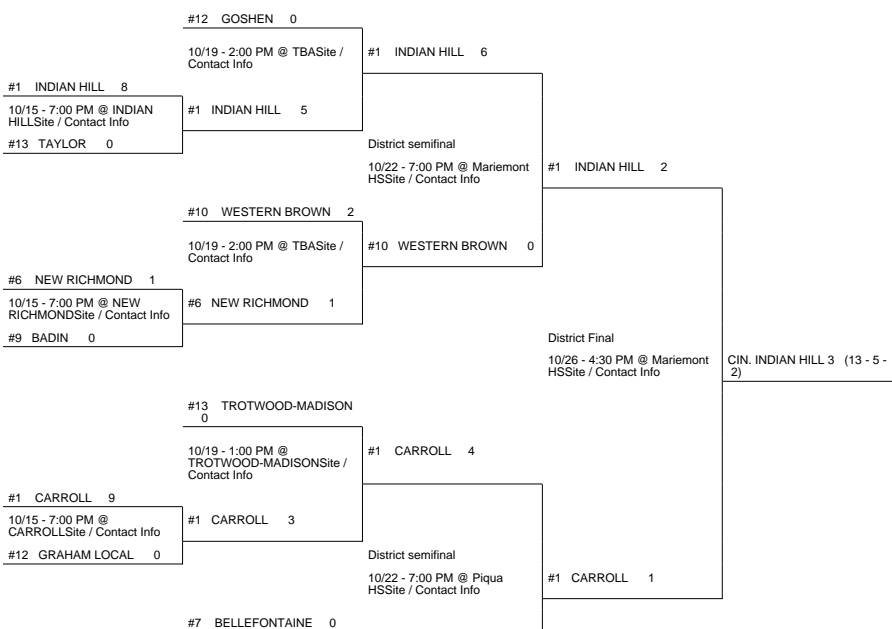 #12 GOSHEN 0
10/19 - 2:00 PM @ TBASite /
Contact Info
#1 INDIAN HILL 6
#1 INDIAN HILL 8
10/15 - 7:00 PM @ INDIAN
HILLSite / Contact Info
#1 INDIAN HILL 5
#13 TAYLOR 0
District semifinal
10/22 - 7:00 PM @ Mariemont
HSSite / Contact Info
#1 INDIAN HILL 2
#10 WESTERN BROWN 2
10/19 - 2:00 PM @ TBASite /
Contact Info
#10 WESTERN BROWN 0
#6 NEW RICHMOND 1
10/15 - 7:00 PM @ NEW
RICHMONDSite / Contact Info
#6 NEW RICHMOND 1
#9 BADIN 0
District Final
10/26 - 4:30 PM @ Mariemont
HSSite / Contact Info
CIN. INDIAN HILL 3 (13 - 5 -
2)
#13 TROTWOOD-MADISON
0
10/19 - 1:00 PM @
TROTWOOD-MADISONSite /
Contact Info
#1 CARROLL 4
#1 CARROLL 9
10/15 - 7:00 PM @
CARROLLSite / Contact Info
#1 CARROLL 3
#12 GRAHAM LOCAL 0
District semifinal
10/22 - 7:00 PM @ Piqua
HSSite / Contact Info
#1 CARROLL 1
#7 BELLEFONTAINE 0